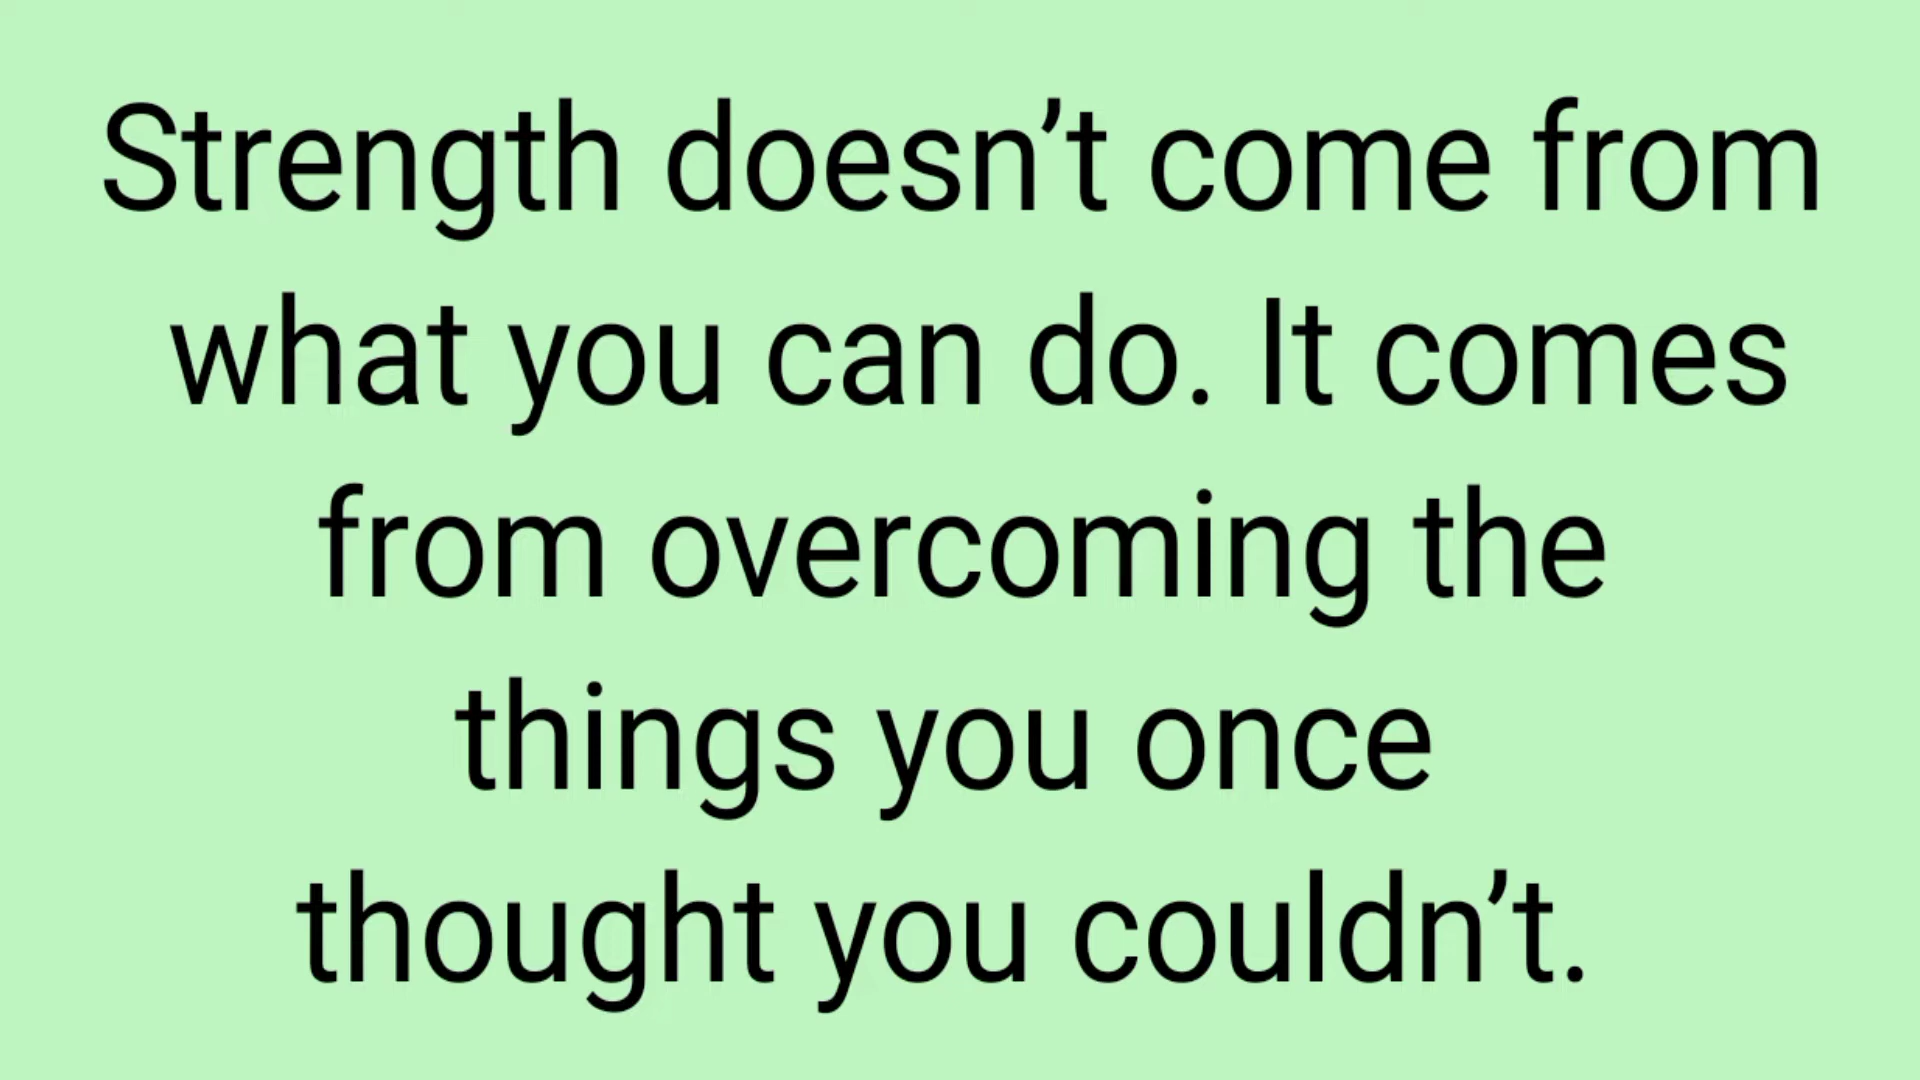 Strength doesn’t come from
what you can do. It comes
from overcoming the
things you once
thought you couldn’t.